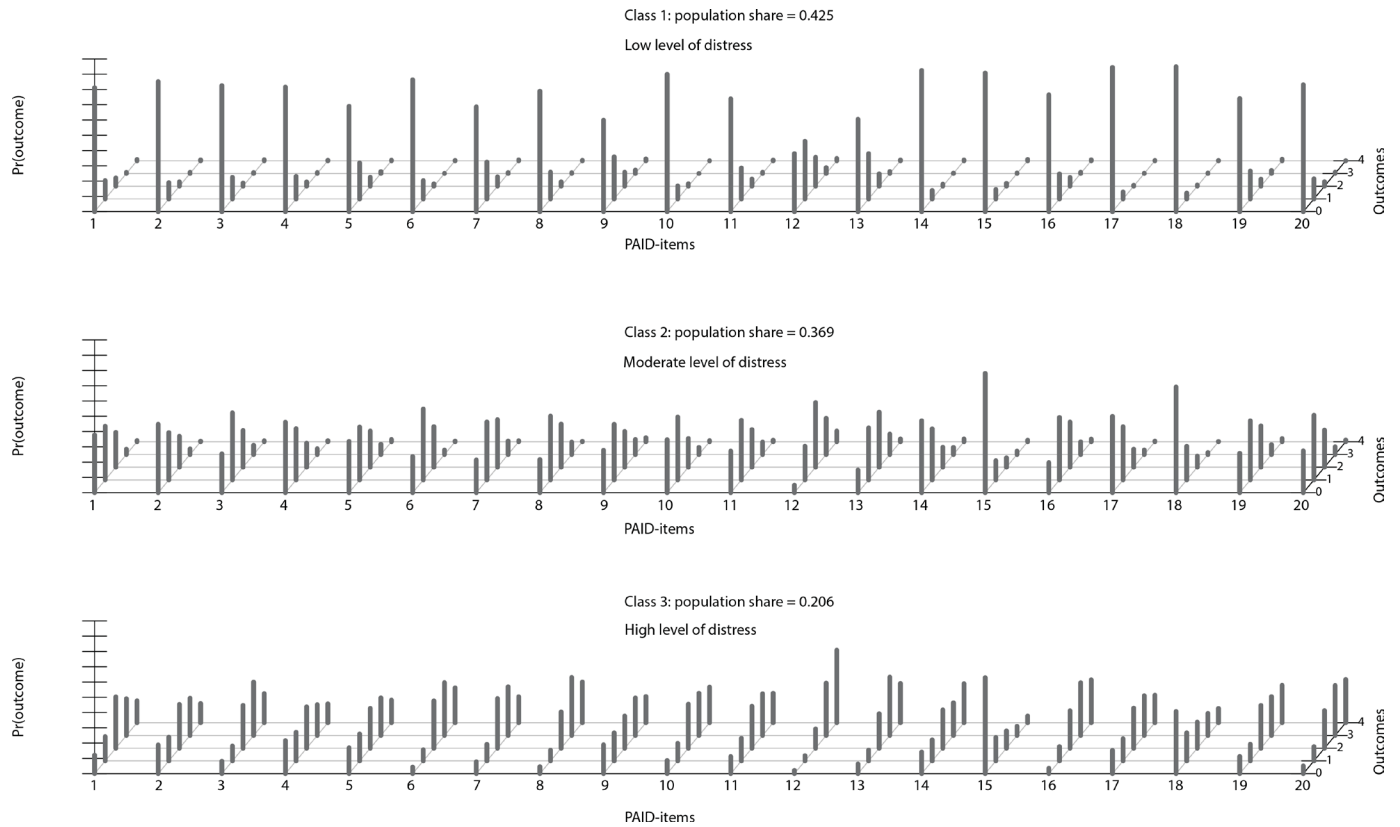 Class 1: population share = 0.425
Low level of distress
Pr(outcome)
4
3
2
1
0
Outcomes
1 2 3 4 5 6 7 8 9 10 11 12 13 14 15 16 17 18 19 20
PAID-items
Class 2: population share = 0.369
Moderate level of distress
Pr(outcome)
4
3
2
1
0
Outcomes
1 2 3 4 5 6 7 8 9 10 11 12 13 14 15 16 17 18 19 20
PAID-items
Class 3: population share = 0.206
High level of distress
Pr(outcome)
4
3
2
1
0
Outcomes
1 2 3 4 5 6 7 8 9 10 11 12 13 14 15 16 17 18 19 20
PAID-items